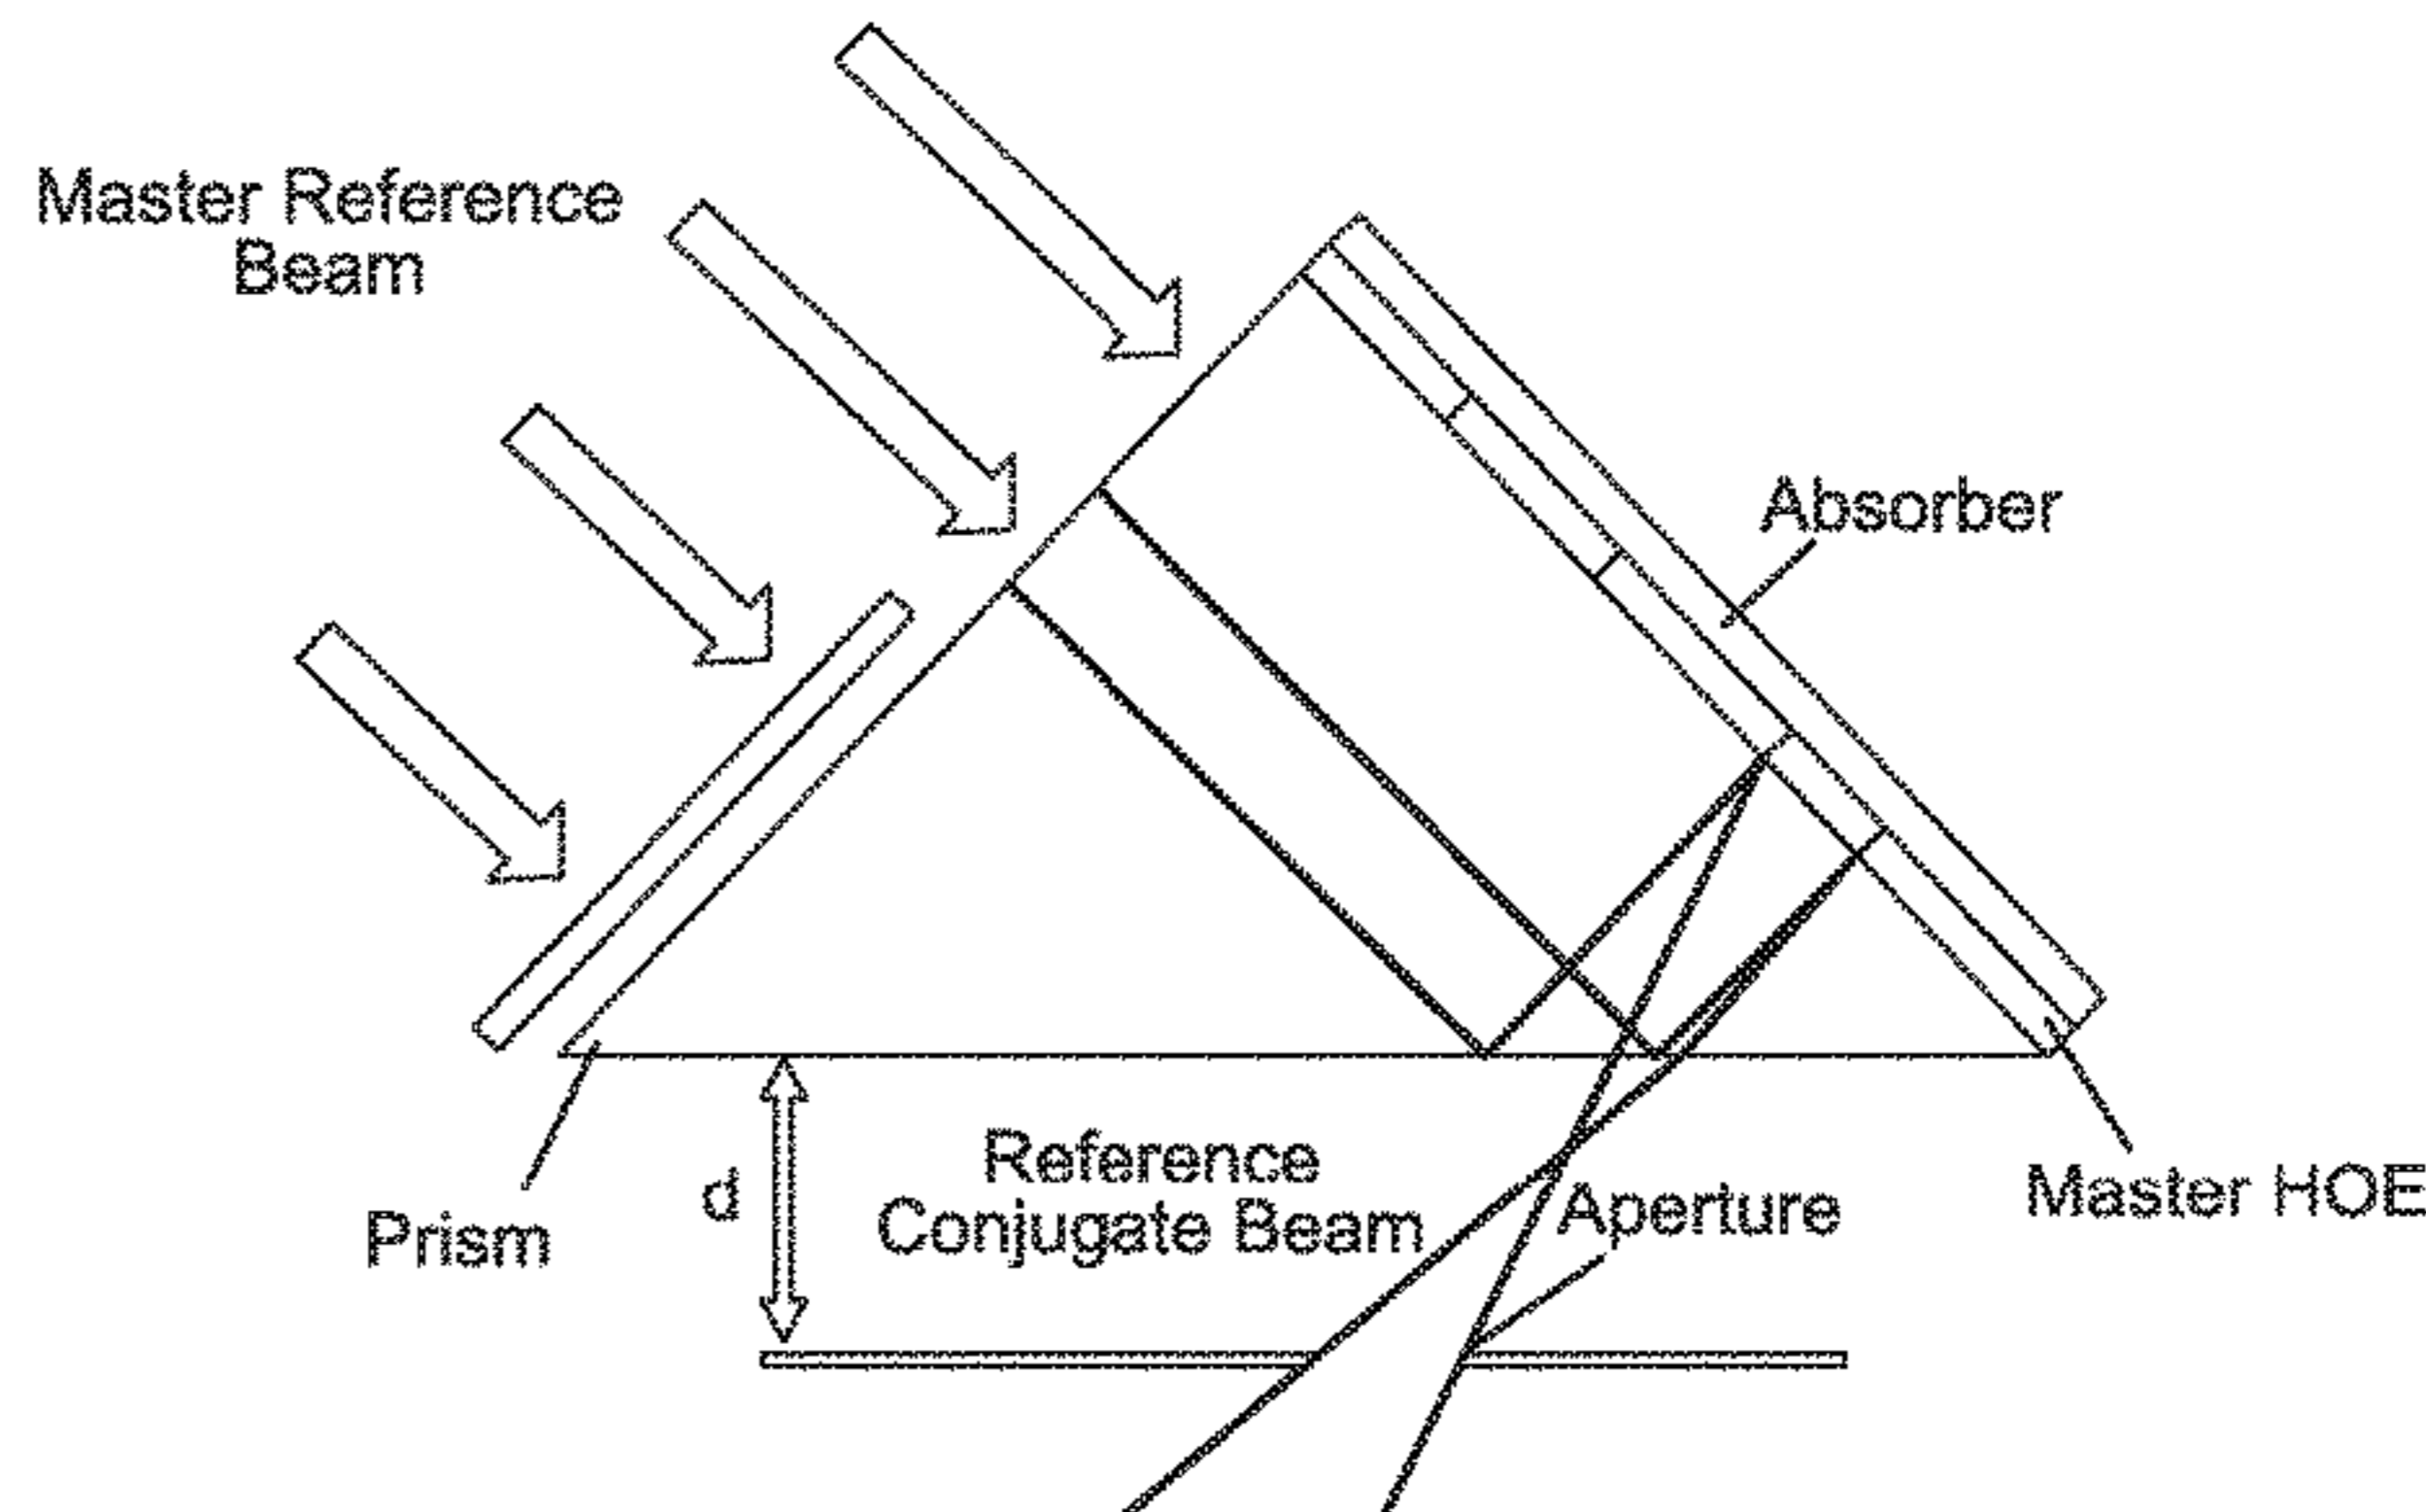 Master Reference
Beam
Absorber
Reference
Conjugate Beam
d
Aperture
Master HOE
Prism